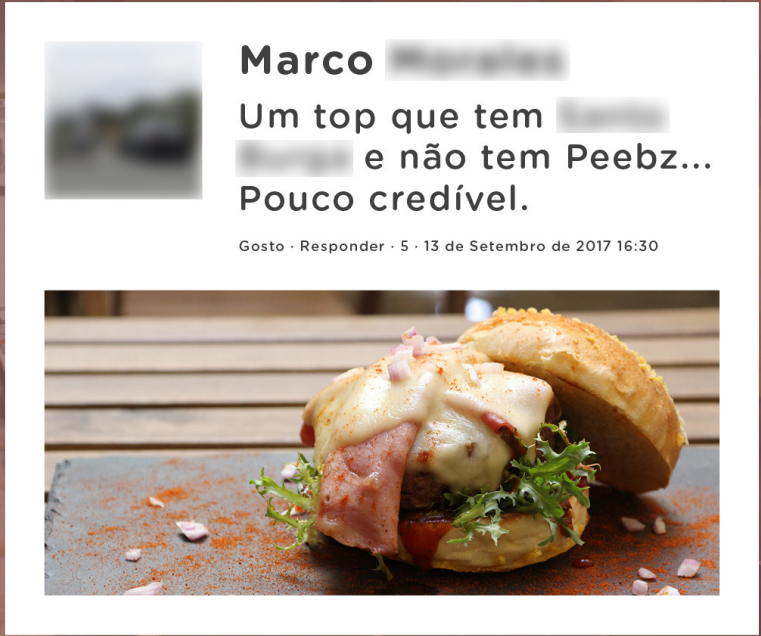 Marco
Um top que tem
e não tem Peebz...
Pouco credível.
Gosto · Responder · 5 · 13 de Setembro de 2017 16:30